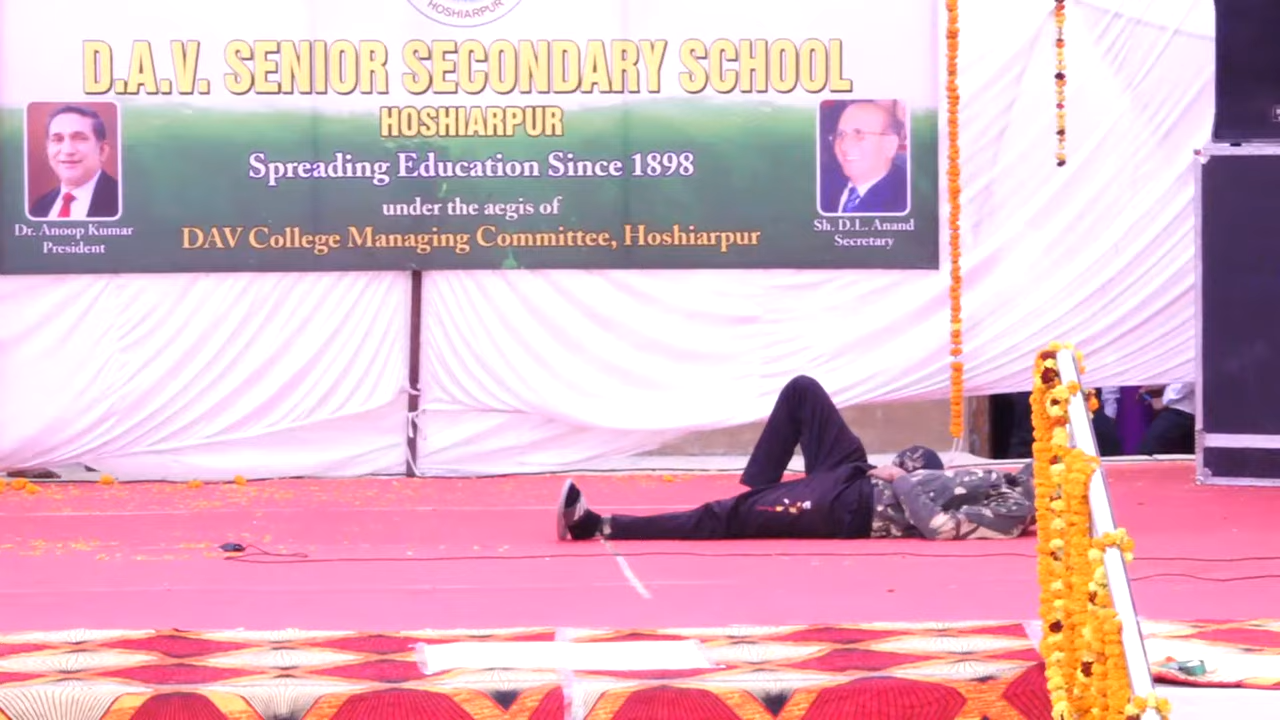 HOSHIARPUR
D.A.V. SENIOR SECONDARY SCHOOL
HOSHIARPUR
Spreading Education Since 1898
under the aegis of
DAV College Managing Committee, Hoshiarpur
Dr. Anoop Kumar
President
Sh. D.L. Anand
Secretary